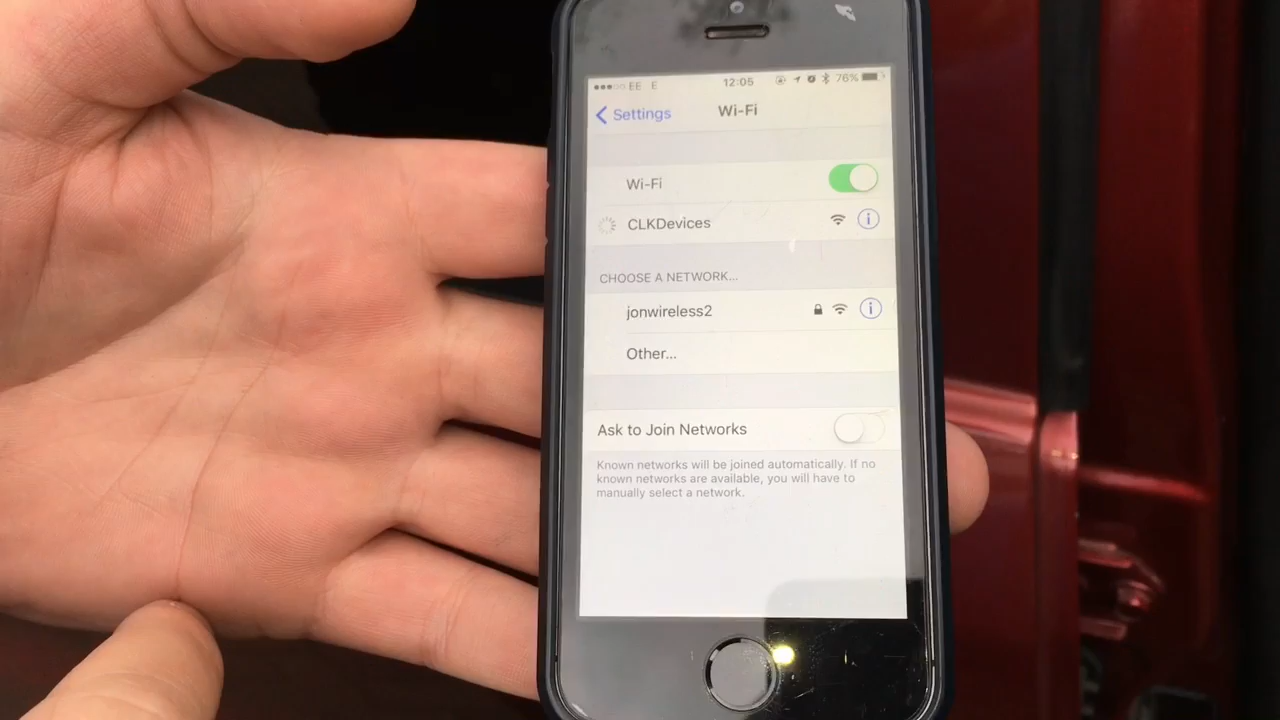 EE E 12:05 76%
Settings Wi-Fi
Wi-Fi
CLKDevices
CHOOSE A NETWORK...
jonwireless2
Other...
Ask to Join Networks
Known networks will be joined automatically. If no
known networks are available, you will have to
manually select a network.